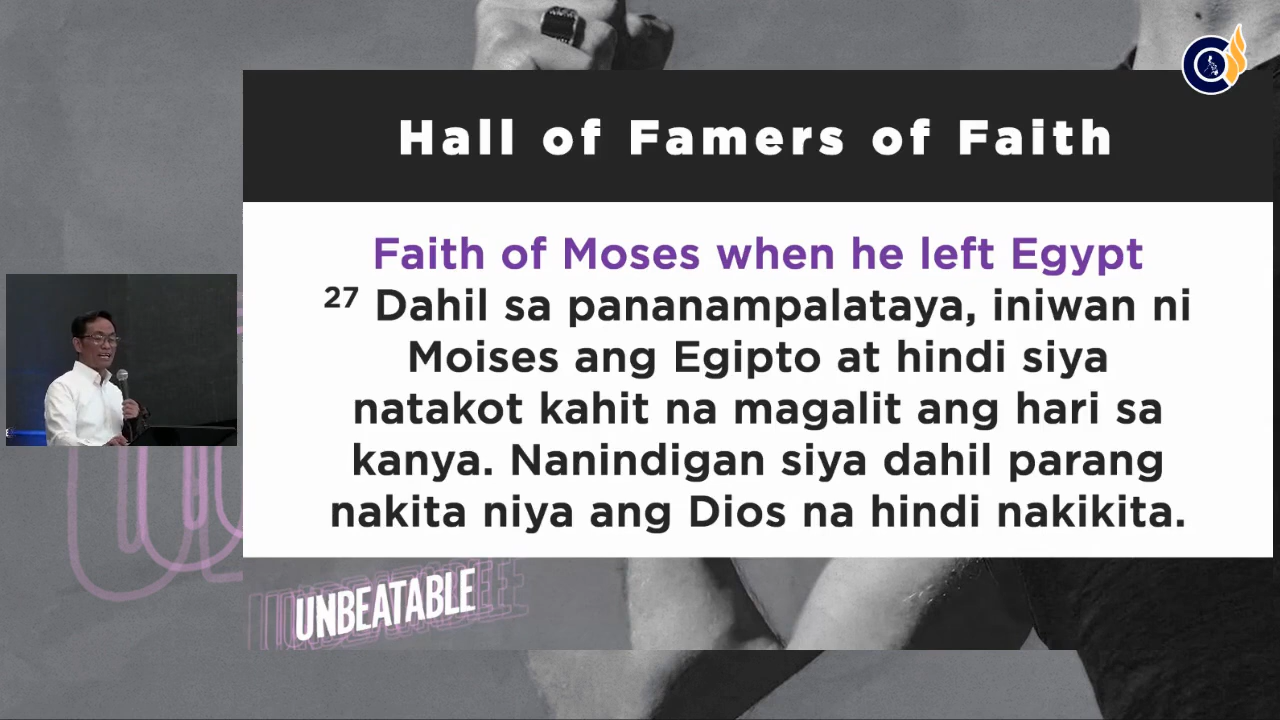 Hall of Famers of Faith
Faith of Moses when he left Egypt
27 Dahil sa pananampalataya, iniwan ni
Moises ang Egipto at hindi siya
natakot kahit na magalit ang hari sa
kanya. Nanindigan siya dahil parang
nakita niya ang Dios na hindi nakikita.
UNBEATABLE